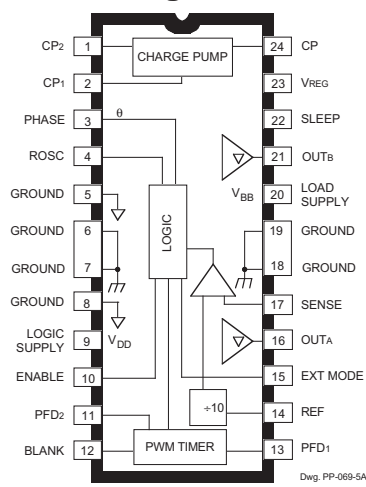 CP2 1 CHARGE PUMP 24 CP
CP1 2 23 VREG
PHASE 3 θ 22 SLEEP
ROSC 4 21 OUTB
GROUND 5 VBB 20 LOAD
SUPPLY
GROUND 6 LOGIC 19 GROUND
GROUND 7 18 GROUND
GROUND 8 17 SENSE
LOGIC
SUPPLY 9 VDD 16 OUTA
ENABLE 10 15 EXT MODE
PFD2 11 ÷10 14 REF
BLANK 12 PWM TIMER 13 PFD1
Dwg. PP-069-5A